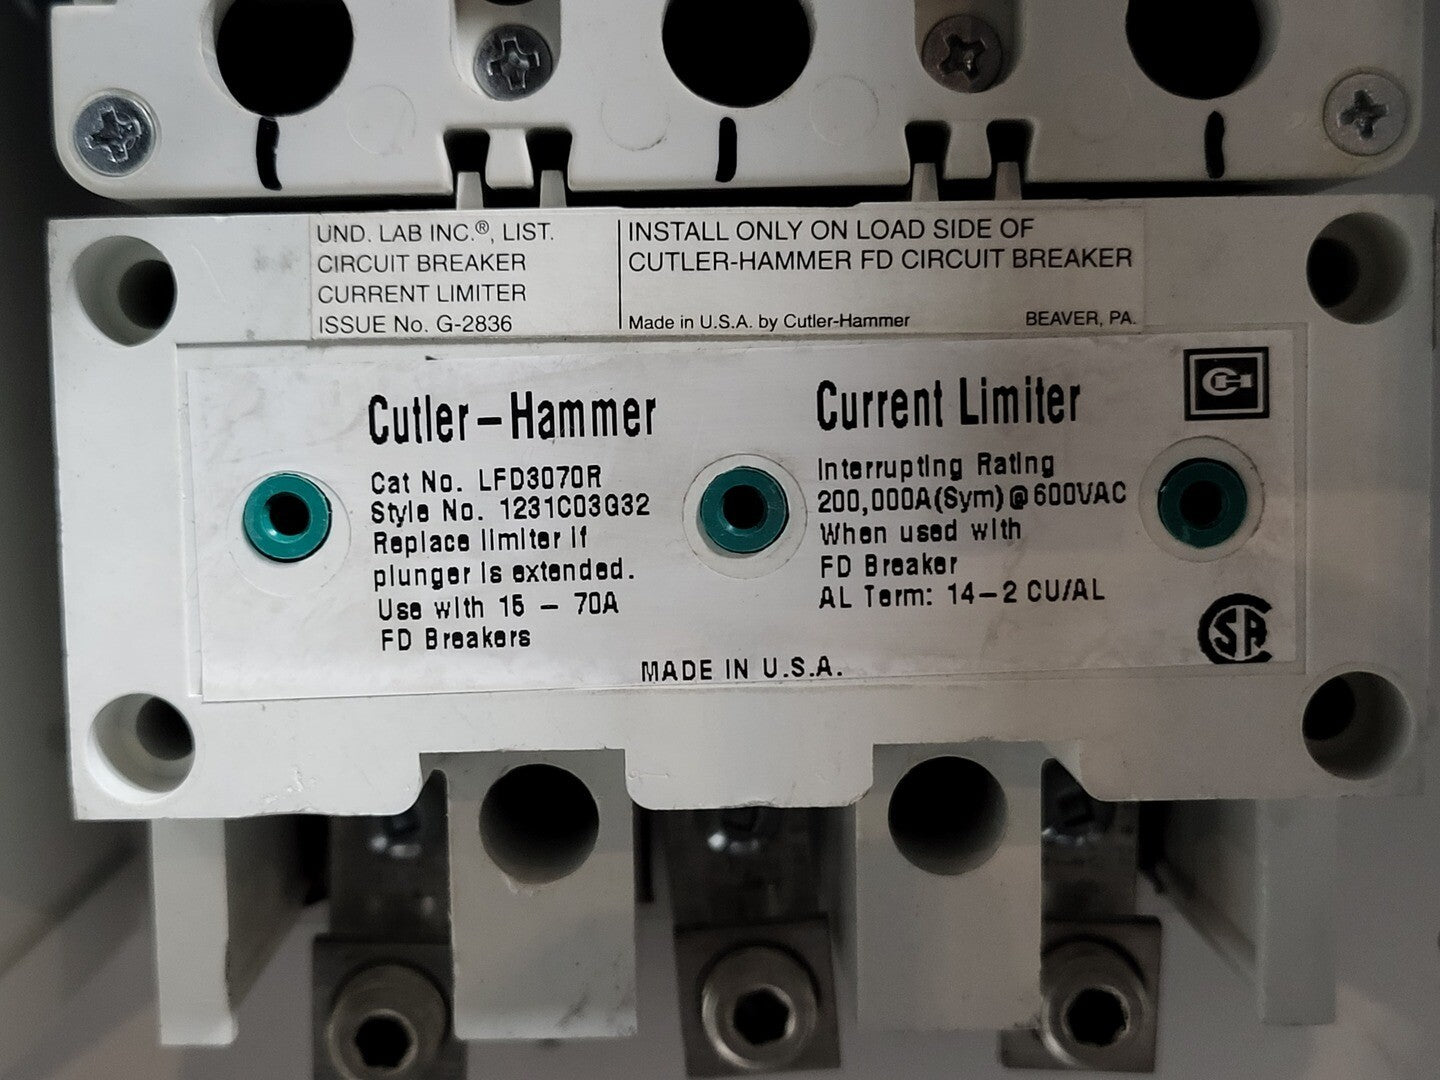 UND. LAB INC.®, LIST.
CIRCUIT BREAKER
CURRENT LIMITER
ISSUE No. G-2836
INSTALL ONLY ON LOAD SIDE OF
CUTLER-HAMMER FD CIRCUIT BREAKER
Made in U.S.A. by Cutler-Hammer BEAVER, PA.
Cutler-Hammer
Cat No. LFD3070R
Style No. 1231C03G32
Replace limiter if
plunger is extended.
Use with 15 - 70A
FD Breakers
Current Limiter
Interrupting Rating
200,000A(Sym)@600VAC
When used with
FD Breaker
AL Term: 14-2 CU/AL
CH
CSA
MADE IN U.S.A.